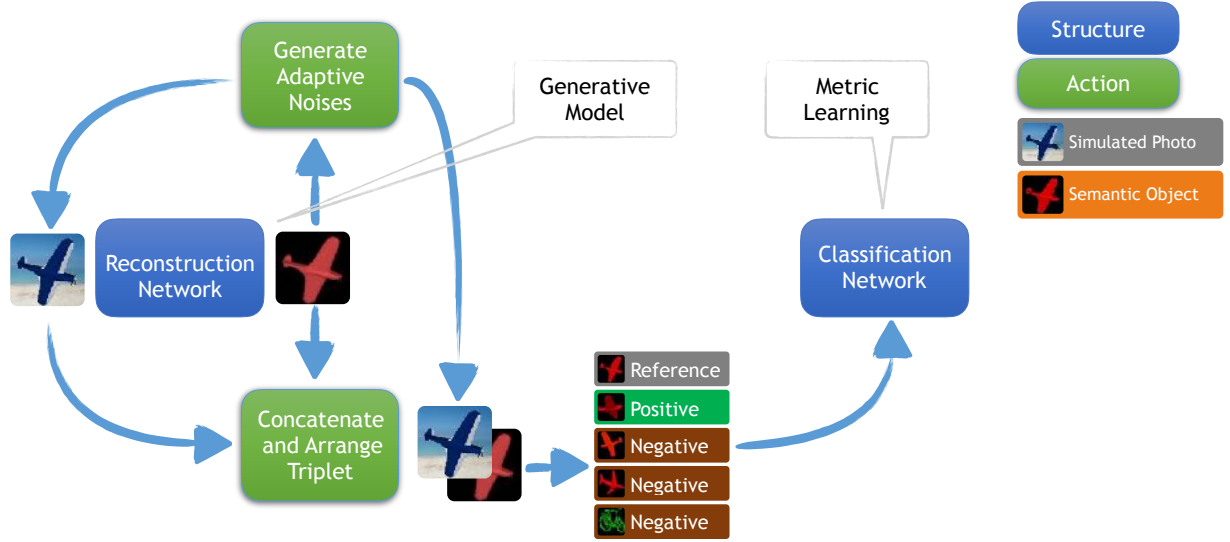 Generate
Adaptive
Noises
Generative
Model
Metric
Learning
Structure
Action
Simulated Photo
Semantic Object
Reconstruction
Network
Classification
Network
Concatenate
and Arrange
Triplet
Reference
Positive
Negative
Negative
Negative